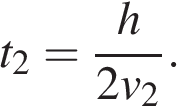 t₂ = h / 2v₂.